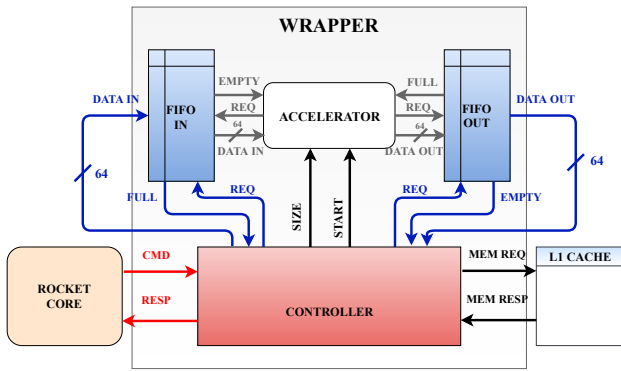 WRAPPER
EMPTY
FULL
DATA IN
FIFO
IN
REQ
ACCELERATOR
REQ
FIFO
OUT
DATA OUT
64
64
DATA IN
DATA OUT
64
64
FULL
REQ
SIZE
START
REQ
EMPTY
CMD
MEM REQ
L1 CACHE
ROCKET
CORE
RESP
CONTROLLER
MEM RESP